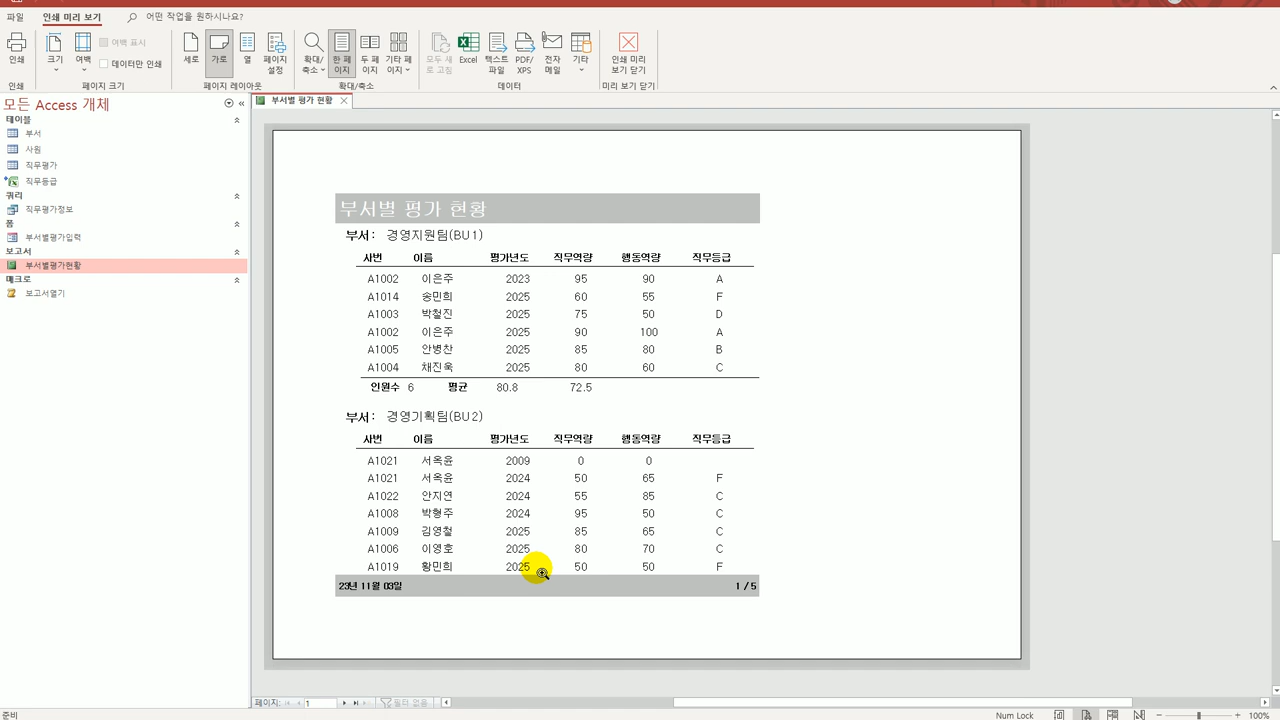 파일 인쇄 미리 보기 어떤 작업을 원하시나요?
인쇄 크기 여백 여백 표시 데이터만 인쇄 세로 가로 열 페이지 설정 확대/축소 한 페이지 두 페이지 기타 페이지 모두 새로 고침 Excel 텍스트 파일 PDF/XPS 전자 메일 기타 인쇄 미리 보기 닫기
인쇄 페이지 크기 페이지 레이아웃 확대/축소 데이터 미리 보기 닫기
모든 Access 개체
테이블
부서
사원
직무평가
직무등급
쿼리
직무평가정보
폼
부서별평가입력
보고서
부서별평가현황
매크로
보고서열기
부서별 평가 현황
부서별 평가 현황
부서: 경영지원팀(BU1)
사번 이름 평가년도 직무역량 행동역량 직무등급
A1002 이은주 2023 95 90 A
A1014 송민희 2025 60 55 F
A1003 박철진 2025 75 50 D
A1002 이은주 2025 90 100 A
A1005 안병찬 2025 85 80 B
A1004 채진욱 2025 80 60 C
인원수 6 평균 80.8 72.5
부서: 경영기획팀(BU2)
사번 이름 평가년도 직무역량 행동역량 직무등급
A1021 서옥윤 2009 0 0
A1021 서옥윤 2024 50 65 F
A1022 안지연 2024 55 85 C
A1008 박형주 2024 95 50 C
A1009 김영철 2025 85 65 C
A1006 이영호 2025 80 70 C
A1019 황민희 2025 50 50 F
23년 11월 03일 1 / 5
페이지: 1 필터 없음
준비 Num Lock 100%